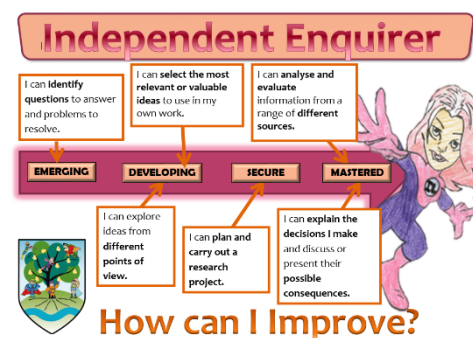 Independent Enquirer
I can identify
questions to answer
and problems to
resolve.
I can select the most
relevant or valuable
ideas to use in my
own work.
I can analyse and
evaluate
information from a
range of different
sources.
EMERGING
DEVELOPING
SECURE
MASTERED
I can explore
ideas from
different
points of
view.
I can plan and
carry out a
research
project.
I can explain the
decisions I make
and discuss or
present their
possible
consequences.
How can I Improve?